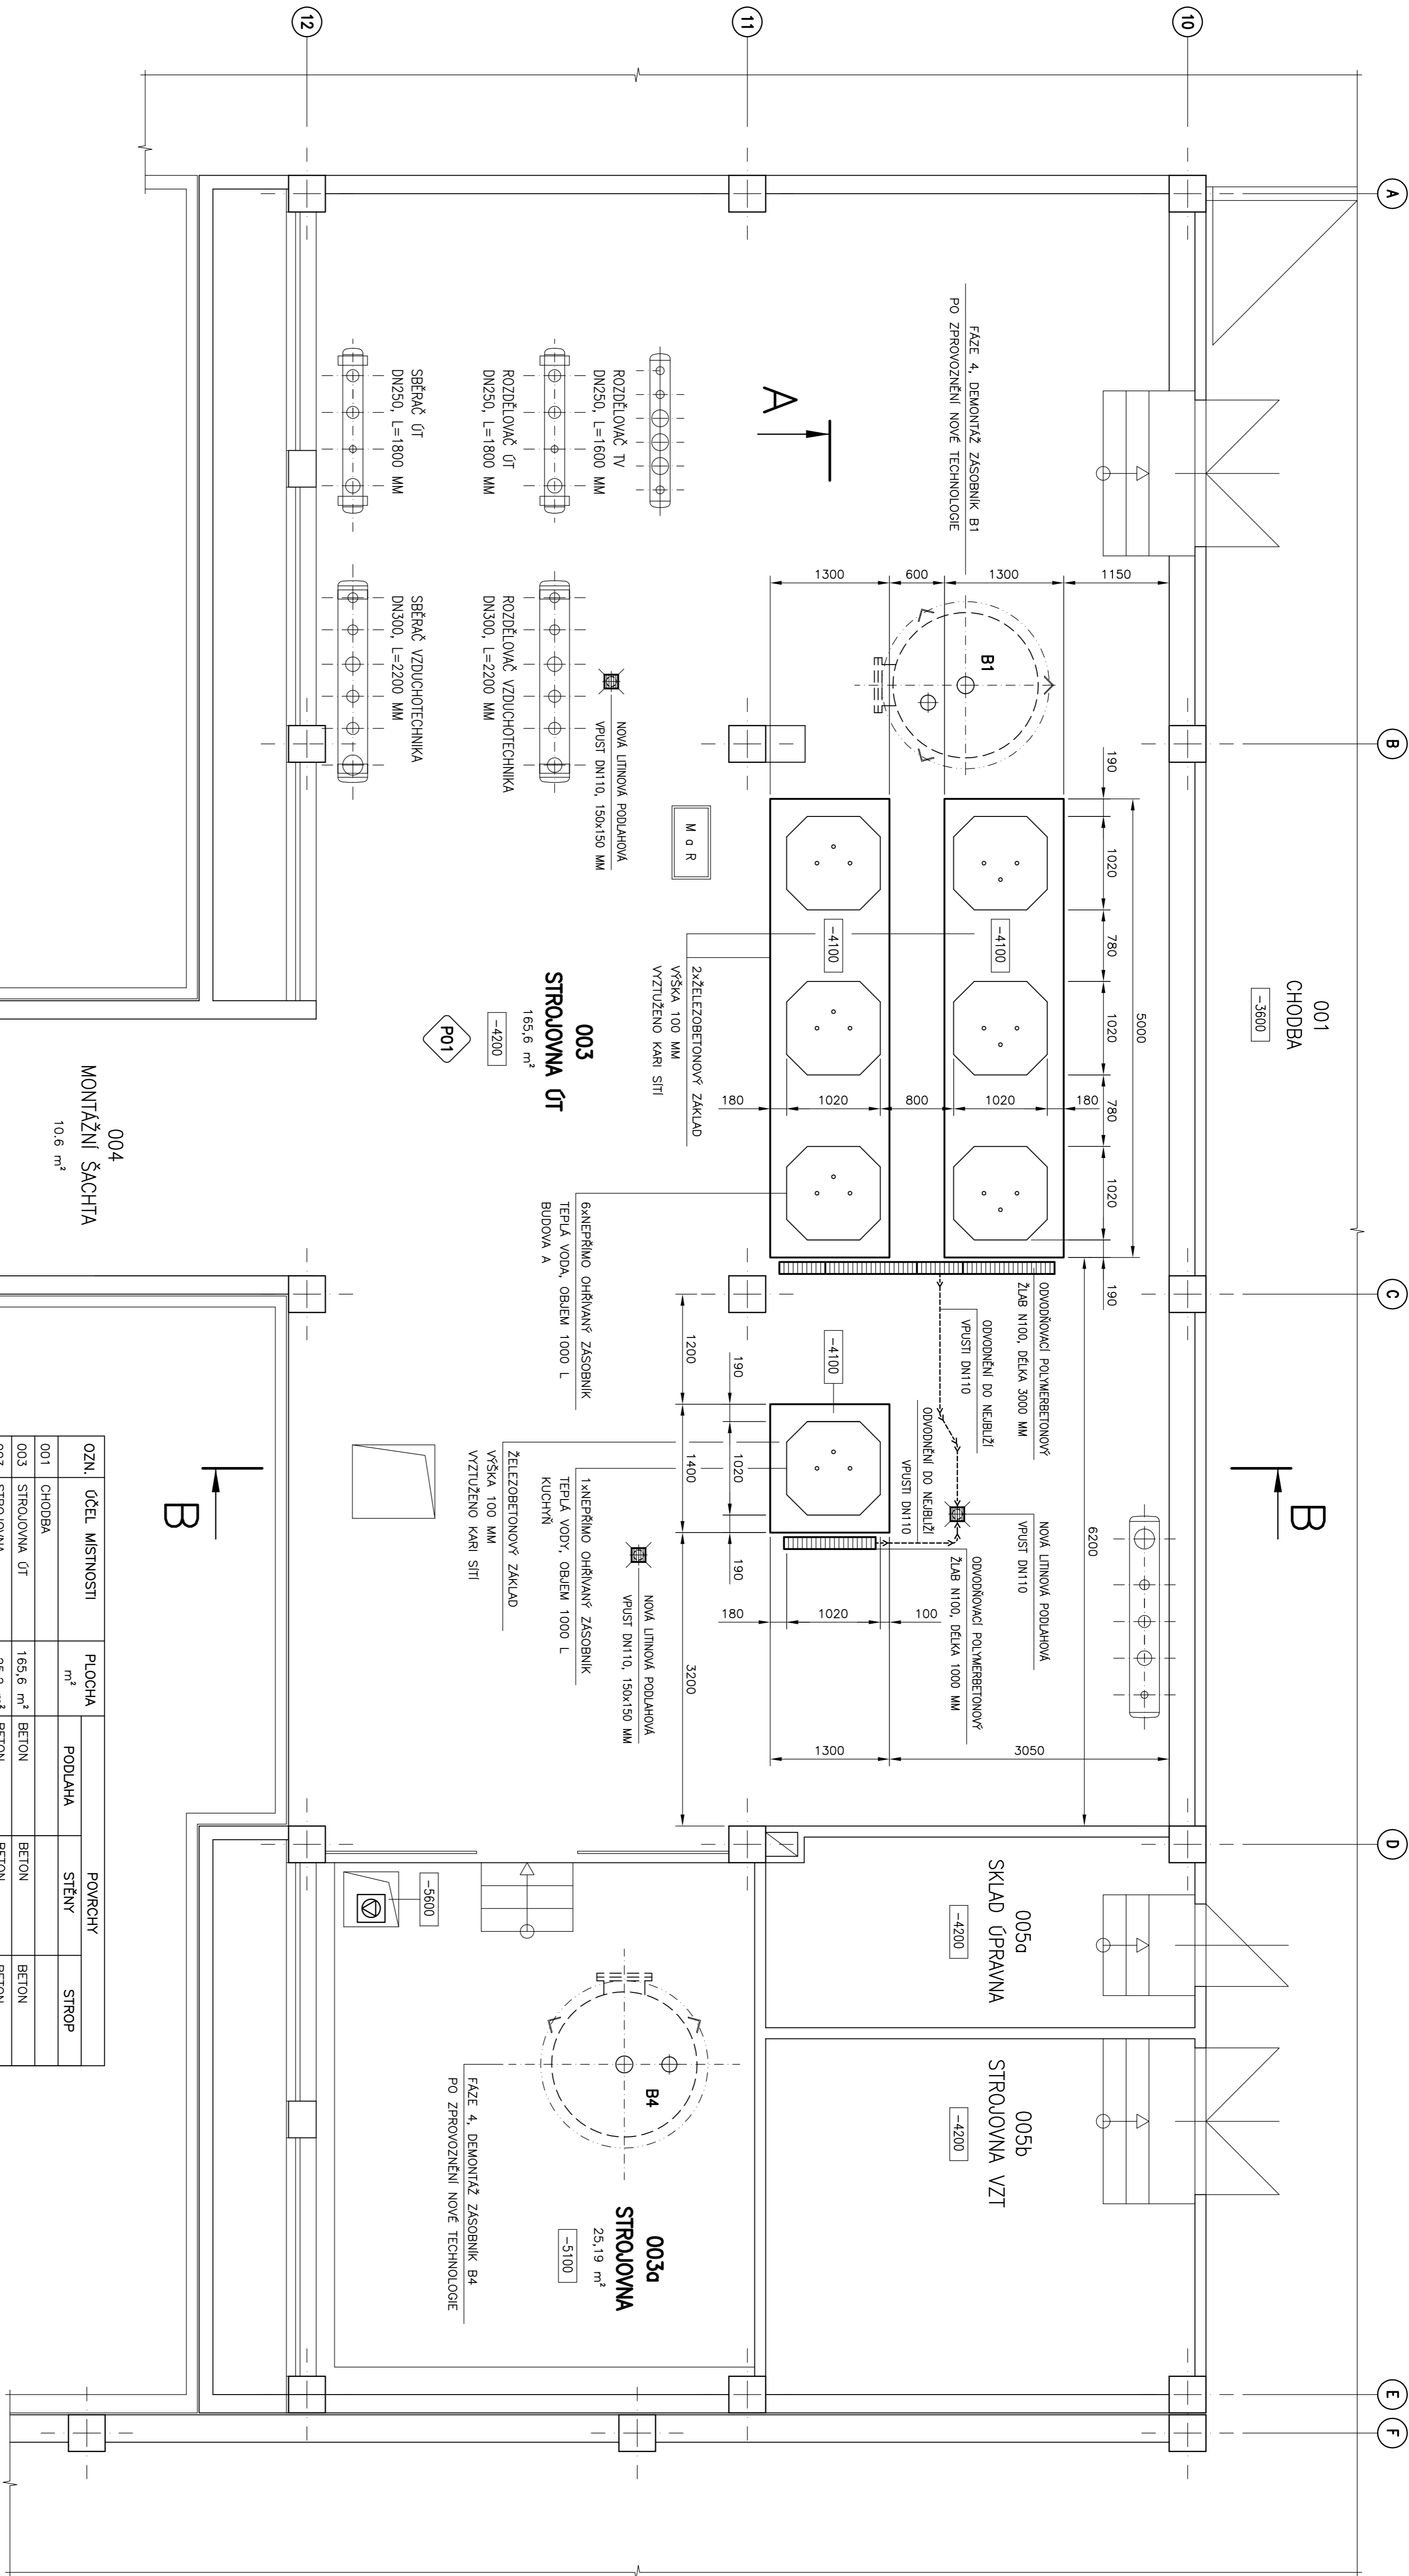 A
B
C
D
E
F
10
11
12
001
CHODBA
-3600
B
FÁZE 4, DEMONTÁŽ ZÁSOBNÍK B1
PO ZPROVOZNĚNÍ NOVÉ TECHNOLOGIE
B1
1150
1300
600
1300
190
1020
780
1020
780
1020
190
5000
6200
-4100
-4100
180
1020
800
1020
180
ODVODŇOVACÍ POLYMERBETONOVÝ
ŽLAB N100, DÉLKA 3000 MM
ODVODNĚNÍ DO NEJBLIŽÍ
VPUSTI DN110
ODVODNĚNÍ DO NEJBLIŽÍ
VPUSTI DN110
NOVÁ LITINOVÁ PODLAHOVÁ
VPUST DN110
ODVODŇOVACÍ POLYMERBETONOVÝ
ŽLAB N100, DÉLKA 1000 MM
-4100
190
1020
190
1200
1400
3200
180
1020
100
1300
3050
005a
SKLAD ÚPRAVNA
-4200
005b
STROJOVNA VZT
-4200
A
ROZDĚLOVAČ TV
DN250, L=1600 MM
ROZDĚLOVAČ ÚT
DN250, L=1800 MM
SBĚRAČ ÚT
DN250, L=1800 MM
ROZDĚLOVAČ VZDUCHOTECHNIKA
DN300, L=2200 MM
SBĚRAČ VZDUCHOTECHNIKA
DN300, L=2200 MM
NOVÁ LITINOVÁ PODLAHOVÁ
VPUST DN110, 150x150 MM
M a R
2xŽELEZOBETONOVÝ ZÁKLAD
VÝŠKA 100 MM
VYZTUŽENO KARI SÍTÍ
003
STROJOVNA ÚT
165,6 m²
-4200
P01
6xNEPŘÍMO OHŘÍVANÝ ZÁSOBNÍK
TEPLÁ VODA, OBJEM 1000 L
BUDOVA A
NOVÁ LITINOVÁ PODLAHOVÁ
VPUST DN110, 150x150 MM
1xNEPŘÍMO OHŘÍVANÝ ZÁSOBNÍK
TEPLÁ VODY, OBJEM 1000 L
KUCHYŇ
ŽELEZOBETONOVÝ ZÁKLAD
VÝŠKA 100 MM
VYZTUŽENO KARI SÍTÍ
-5600
B4
FÁZE 4, DEMONTÁŽ ZÁSOBNÍK B4
PO ZPROVOZNĚNÍ NOVÉ TECHNOLOGIE
003a
STROJOVNA
25,19 m²
-5100
B
004
MONTÁŽNÍ ŠACHTA
10.6 m²
OZN. ÚČEL MÍSTNOSTI PLOCHA m² POVRCHY
PODLAHA STĚNY STROP
001 CHODBA
003 STROJOVNA ÚT 165,6 m² BETON BETON BETON